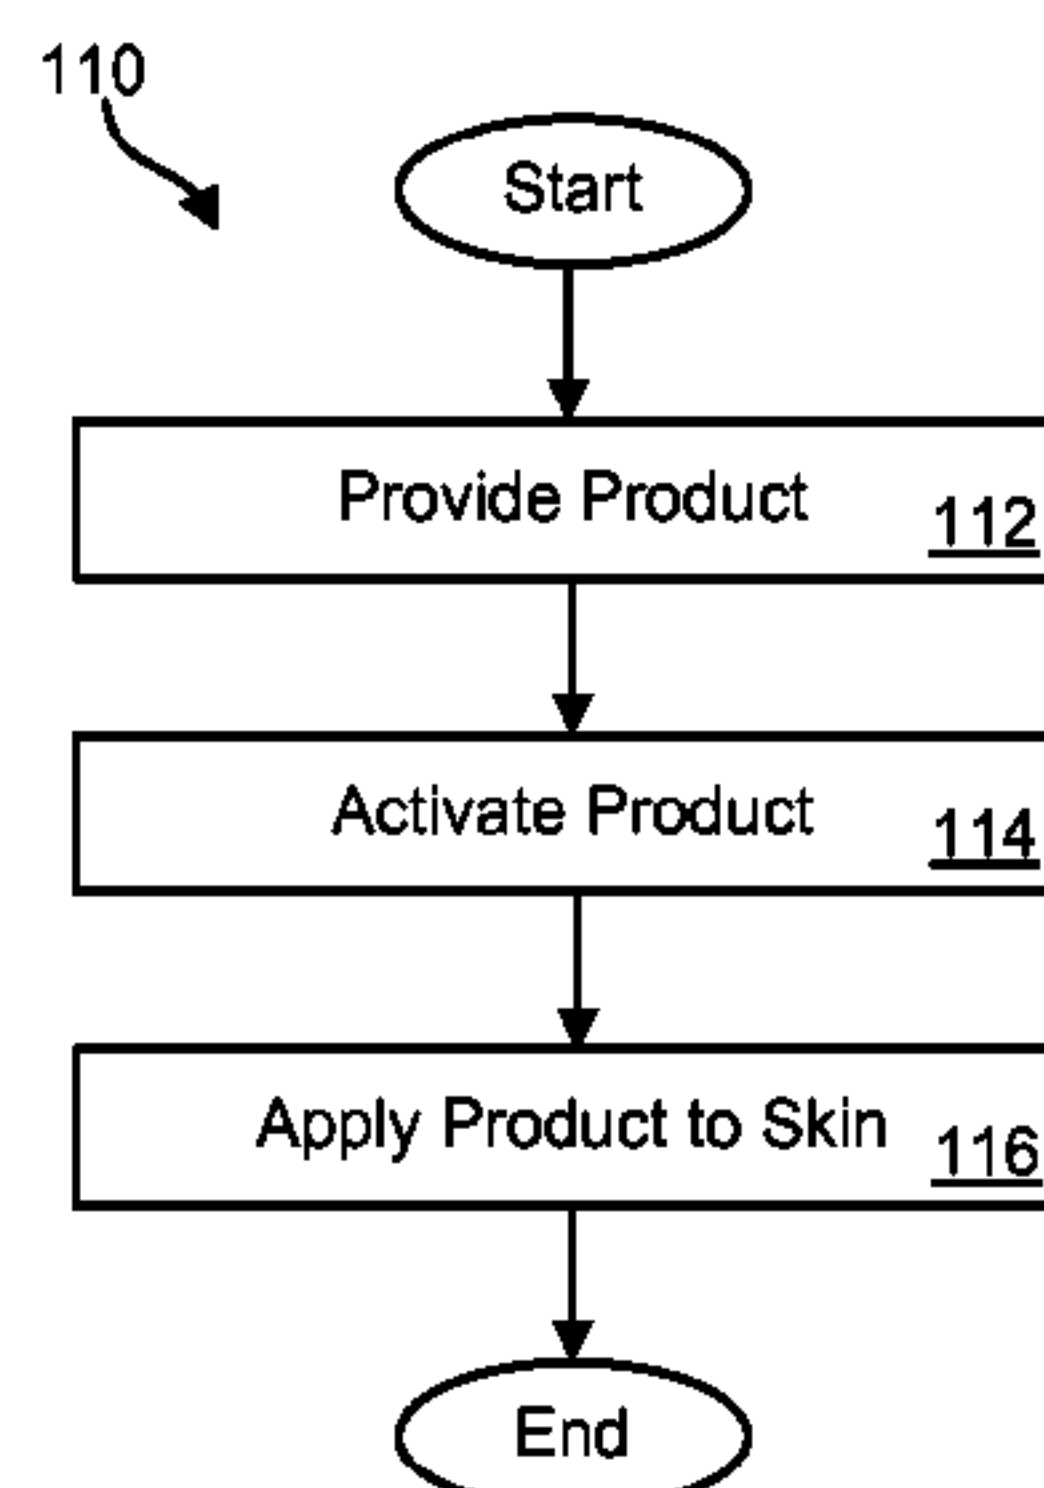 110
Start
Provide Product
112
Activate Product
114
Apply Product to Skin
116
End